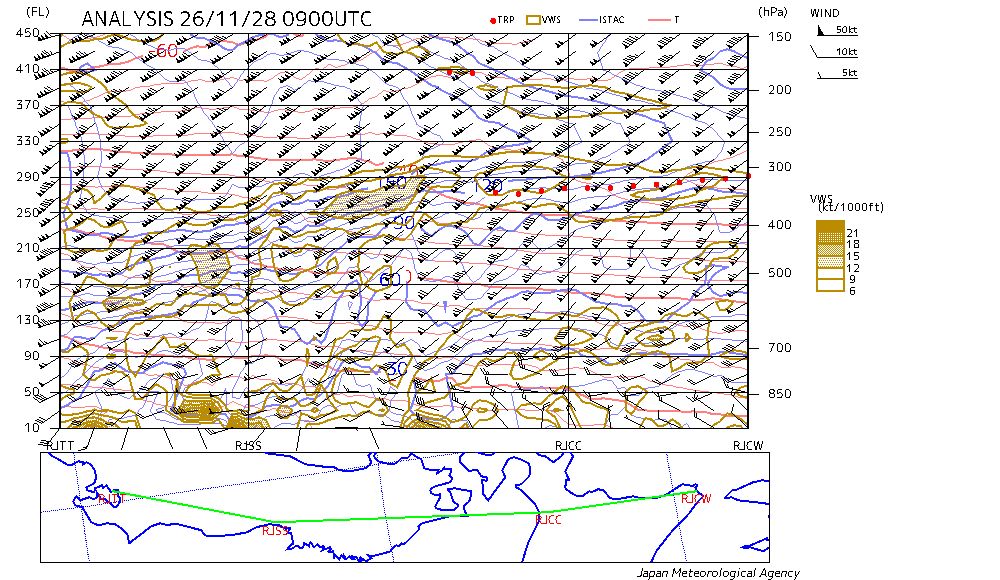 (FL) ANALYSIS 26/11/28 0900UTC TRP VWS ISTAC T (hPa) WIND
450 150 50kt
10kt
410 5kt
200
370
330 250
290 300
250 VWS
(kt/1000ft)
210 400
170 500
130
90 700
50 850
10
21
18
15
12
9
6
-60
120
90
60
30
RJTT RJSS RJCC RJCW
RJTT RJCW
RJSS RJCC
Japan Meteorological Agency